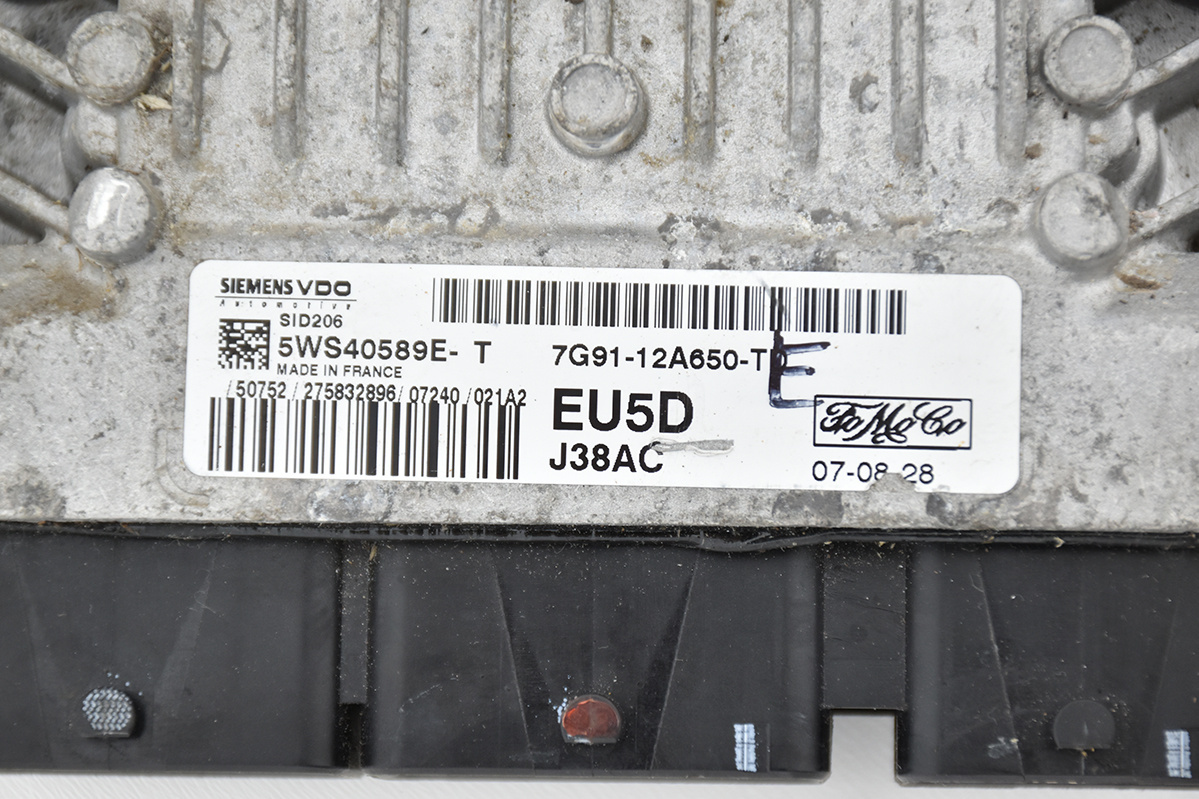 SIEMENS VDO
Automotive
SID206
5WS40589E- T
MADE IN FRANCE
/50752 /275832896/07240 /021A2
7G91-12A650-T
E
EU5D
J38AC
FoMoCo
07-08-28